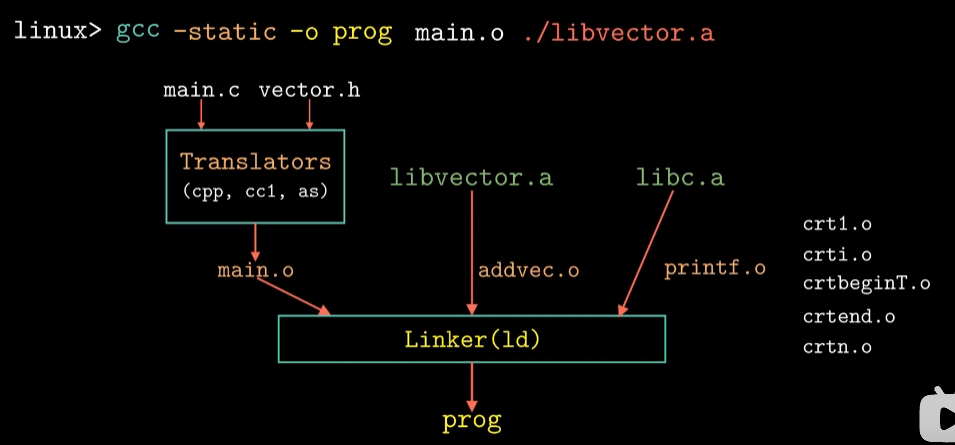 linux> gcc -static -o prog main.o ./libvector.a
main.c vector.h
Translators
(cpp, cc1, as)
libvector.a
libc.a
main.o
addvec.o
printf.o
crt1.o
crti.o
crtbeginT.o
crtend.o
crtn.o
Linker(ld)
prog